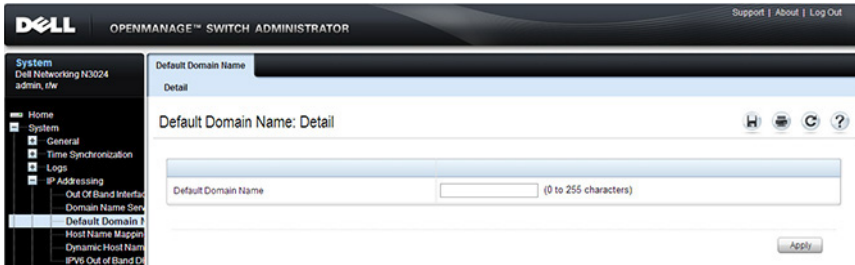 DELL OPENMANAGE™ SWITCH ADMINISTRATOR
Support | About | Log Out
System
Dell Networking N3024
admin, r/w
Home
System
General
Time Synchronization
Logs
IP Addressing
Out Of Band Interfac
Domain Name Serv
Default Domain N
Host Name Mappin
Dynamic Host Nam
IPV6 Out of Band D
Default Domain Name
Detail
Default Domain Name: Detail
Default Domain Name (0 to 255 characters)
Apply